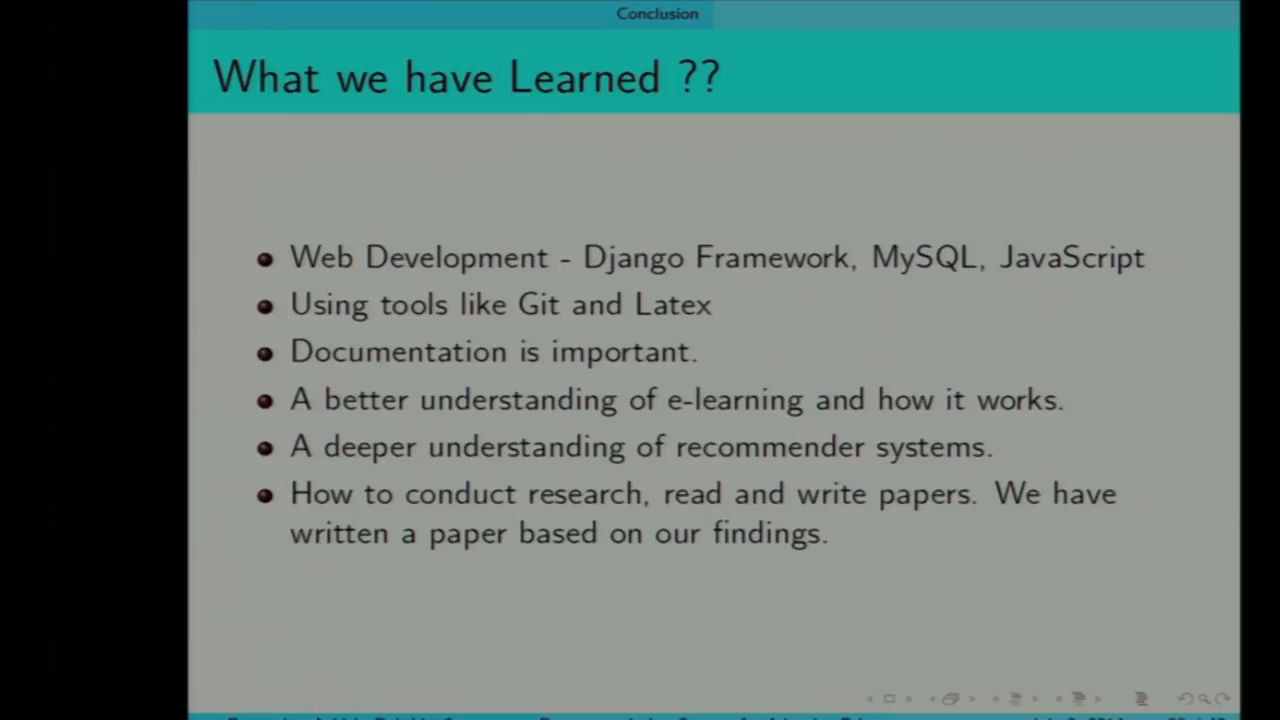 Conclusion
What we have Learned ??
Web Development - Django Framework, MySQL, JavaScript
Using tools like Git and Latex
Documentation is important.
A better understanding of e-learning and how it works.
A deeper understanding of recommender systems.
How to conduct research, read and write papers. We have
written a paper based on our findings.